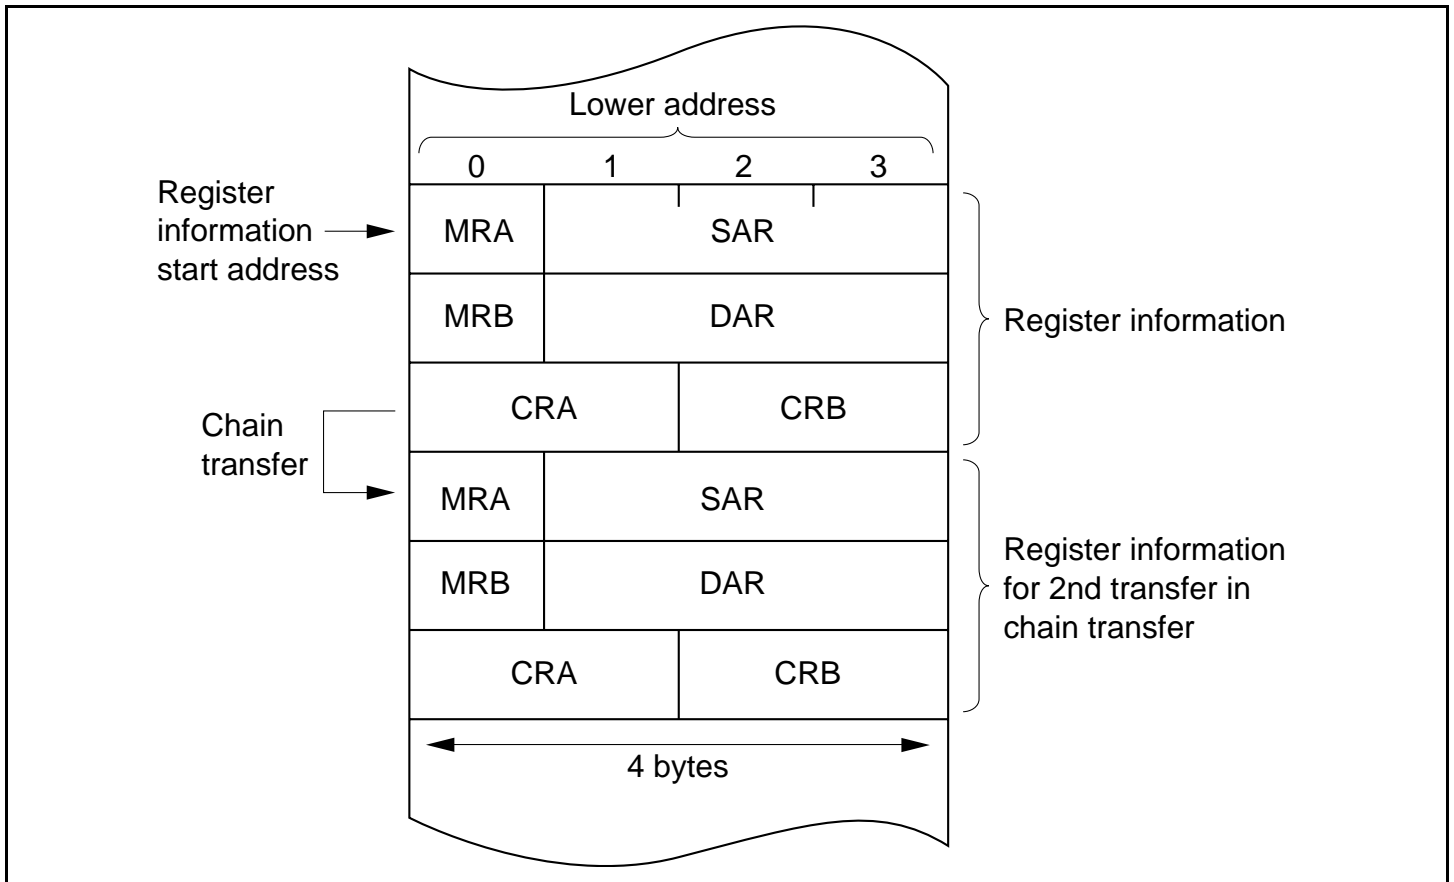 Lower address
0 1 2 3
Register
information
start address
MRA SAR
MRB DAR
Register information
CRA CRB
Chain
transfer
MRA SAR
MRB DAR
Register information
for 2nd transfer in
chain transfer
CRA CRB
4 bytes